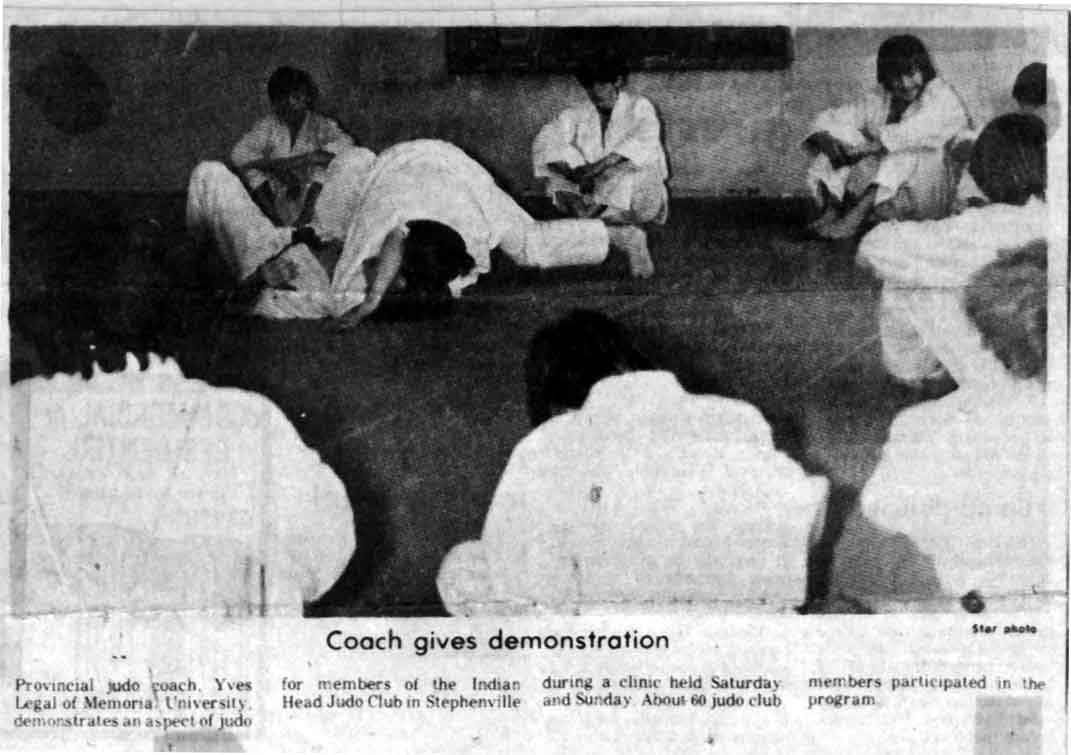 Star photo
Coach gives demonstration
Provincial judo coach, Yves
Legal of Memorial University,
demonstrates an aspect of judo
for members of the Indian
Head Judo Club in Stephenville
during a clinic held Saturday
and Sunday. About 60 judo club
members participated in the
program.